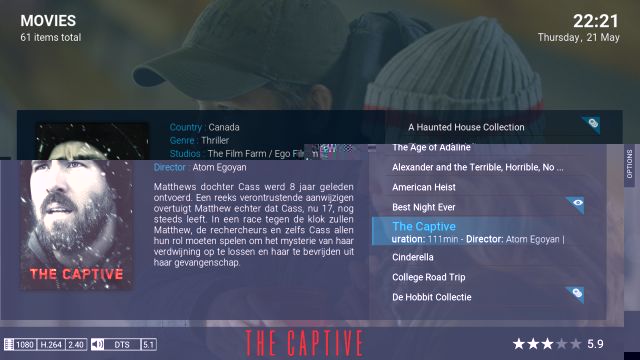 MOVIES
61 items total
22:21
Thursday, 21 May
Country : Canada
Genre : Thriller
Studios : The Film Farm / Ego Film
Director : Atom Egoyan
Matthews dochter Cass werd 8 jaar geleden
ontvoerd. Een reeks verontrustende aanwijzigen
overtuigt Matthew echter dat Cass, nu 17, nog
steeds leeft. In een race tegen de klok zullen
Matthew, de rechercheurs en zelfs Cass allen
hun rol moeten spelen om het mysterie van haar
verdwijning op te lossen en haar te bevrijden uit
haar gevangenschip.
THE CAPTIVE
A Haunted House Collection
The Age of Adaline
Alexander and the Terrible, Horrible, No ...
American Heist
Best Night Ever
The Captive
uration: 111min - Director: Atom Egoyan |
Cinderella
College Road Trip
De Hobbit Collectie
OPTIONS
1080 H.264 2.40 DTS 5.1
THE CAPTIVE
5.9